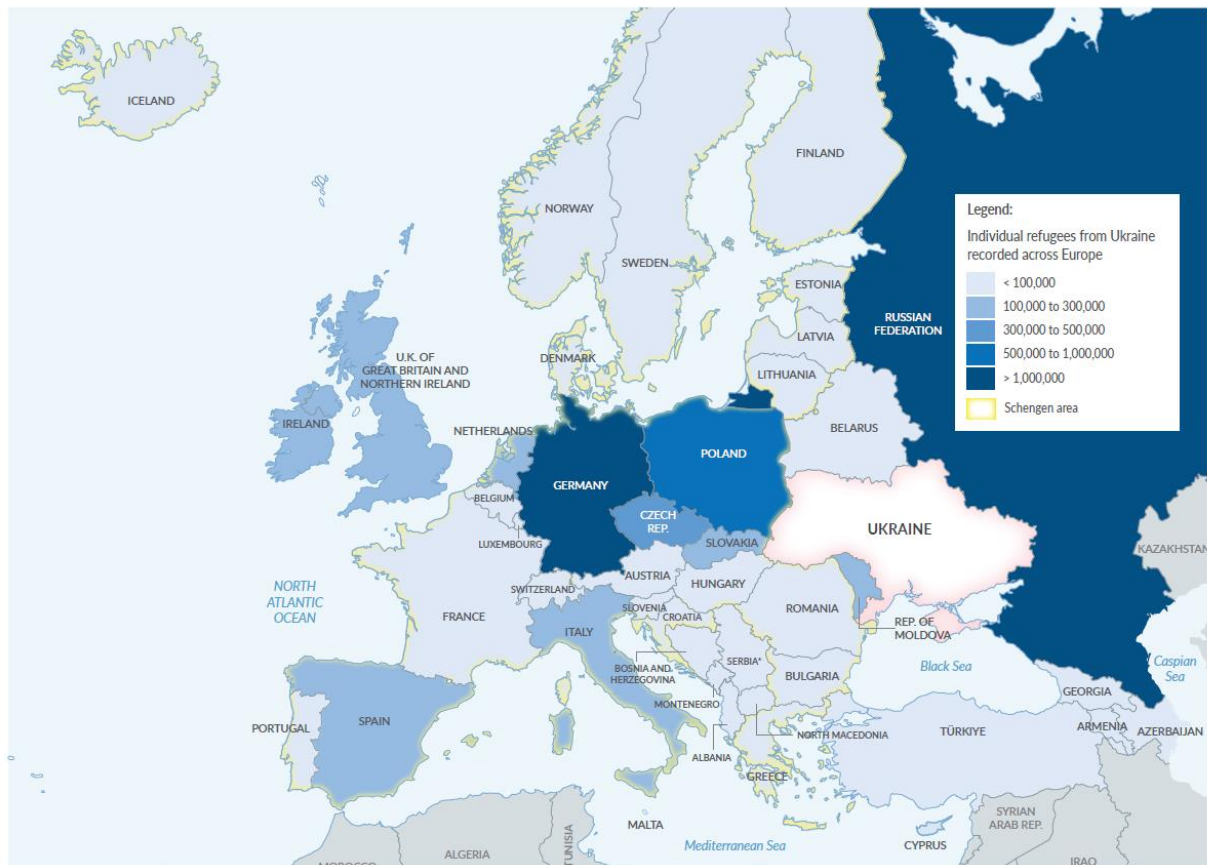 ICELAND
FINLAND
NORWAY
SWEDEN
Legend:
Individual refugees from Ukraine
recorded across Europe
< 100,000
100,000 to 300,000
300,000 to 500,000
500,000 to 1,000,000
> 1,000,000
Schengen area
ESTONIA
RUSSIAN
FEDERATION
LATVIA
DENMARK
U.K. OF
GREAT BRITAIN AND
NORTHERN IRELAND
LITHUANIA
IRELAND
BELARUS
NETHERLANDS
POLAND
GERMANY
BELGIUM
CZECH
REP.
UKRAINE
LUXEMBOURG
SLOVAKIA
KAZAKHSTAN
AUSTRIA
HUNGARY
SWITZERLAND
NORTH
ATLANTIC
OCEAN
FRANCE
SLOVENIA
CROATIA
ROMANIA
REP. OF
MOLDOVA
ITALY
BOSNIA AND
HERZEGOVINA
SERBIA*
Black Sea
Caspian
Sea
BULGARIA
GEORGIA
MONTENEGRO
SPAIN
PORTUGAL
NORTH MACEDONIA
TÜRKIYE
ARMENIA
AZERBAIJAN
ALBANIA
GREECE
MALTA
Mediterranean Sea
CYPRUS
SYRIAN
ARAB REP.
ALGERIA
TUNISIA
MOROCCO
IRAQ